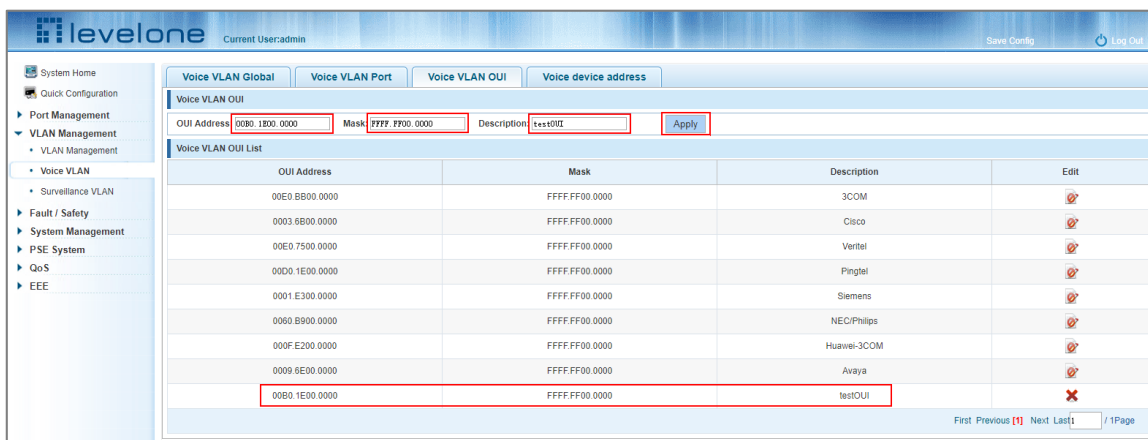 levelone Current User:admin Save Config Log Out
System Home
Quick Configuration
Port Management
VLAN Management
VLAN Management
Voice VLAN
Surveillance VLAN
Fault / Safety
System Management
PSE System
QoS
EEE
Voice VLAN Global Voice VLAN Port Voice VLAN OUI Voice device address
Voice VLAN OUI
OUI Address: 00B0.1E00.0000 Mask: FFFF.FF00.0000 Description: testOUI Apply
Voice VLAN OUI List
OUI Address Mask Description Edit
00E0.BB00.0000 FFFF.FF00.0000 3COM
0003.6B00.0000 FFFF.FF00.0000 Cisco
00E0.7500.0000 FFFF.FF00.0000 Veritel
00D0.1E00.0000 FFFF.FF00.0000 Pingtel
0001.E300.0000 FFFF.FF00.0000 Siemens
0060.B900.0000 FFFF.FF00.0000 NEC/Philips
000F.E200.0000 FFFF.FF00.0000 Huawei-3COM
0009.6E00.0000 FFFF.FF00.0000 Avaya
00B0.1E00.0000 FFFF.FF00.0000 testOUI
First Previous [1] Next Last 1 / 1Page